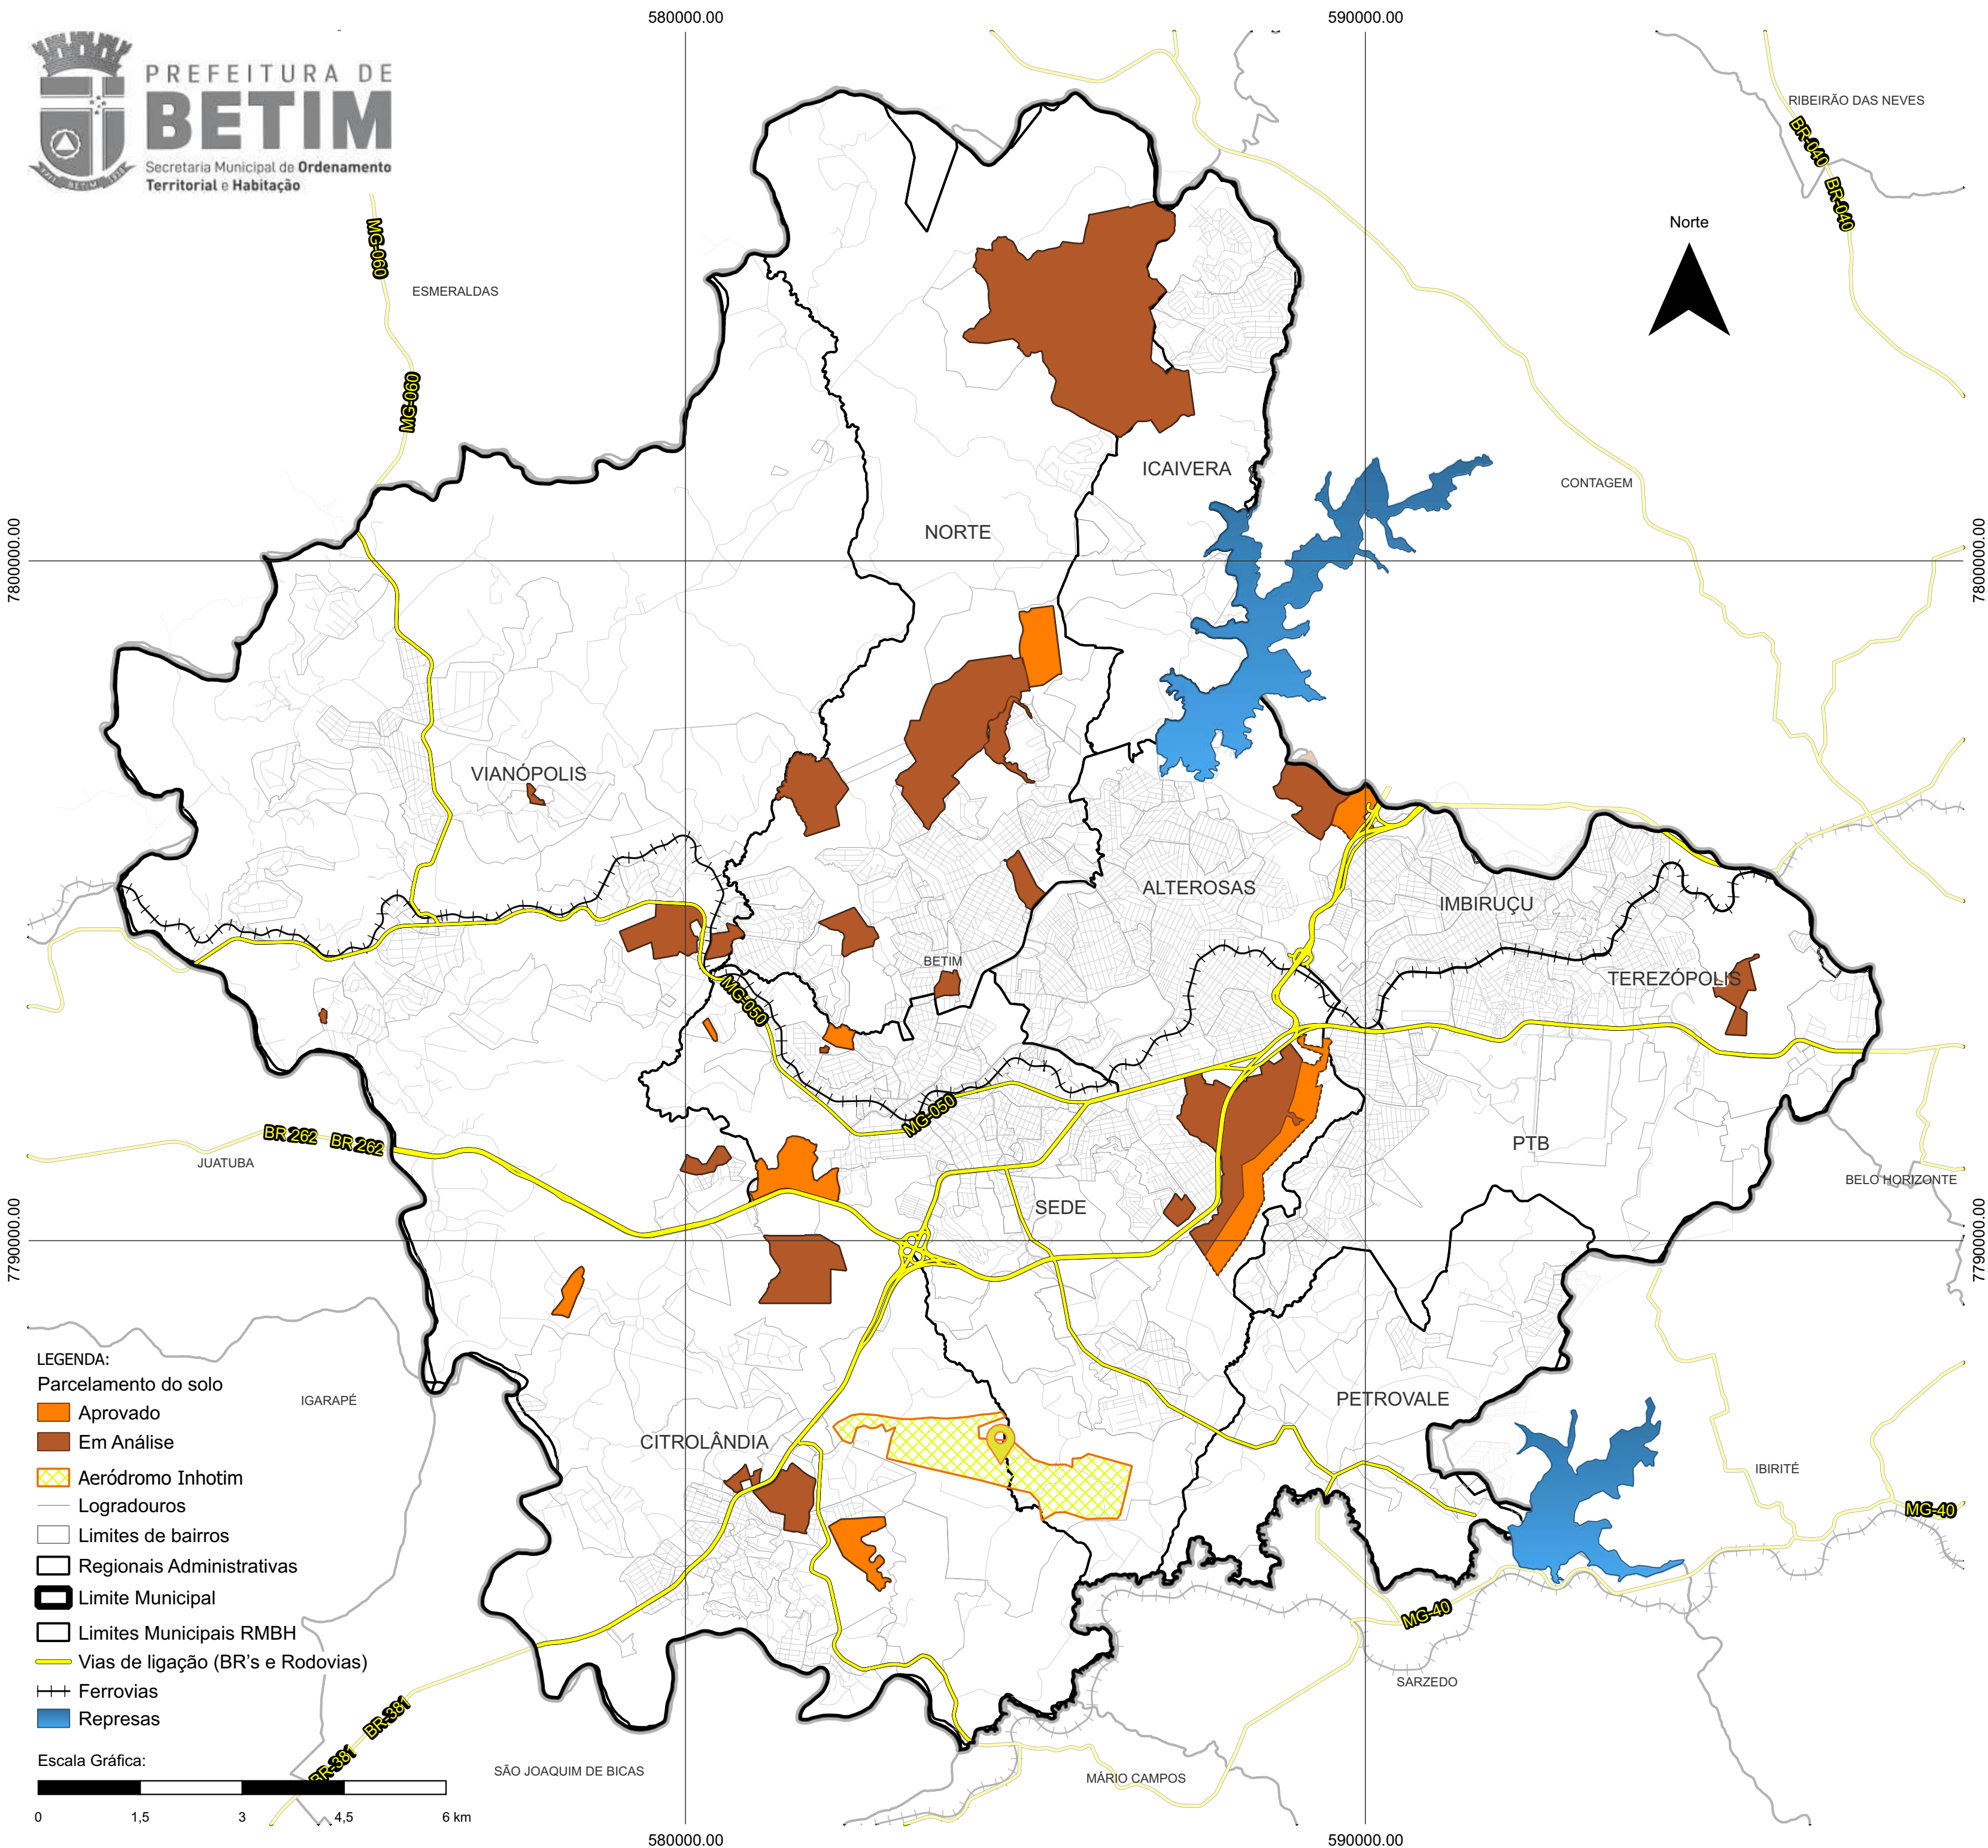 580000.00
590000.00
PREFEITURA DE
BETIM
Secretaria Municipal de Ordenamento
Territorial e Habitação
RIBEIRÃO DAS NEVES
BR-040
BR-040
Norte
MG-060
ESMERALDAS
MG-060
ICAIVERA
CONTAGEM
NORTE
7800000.00
7800000.00
VIANÓPOLIS
ALTEROSAS
IMBIRUÇU
BETIM
TEREZÓPOLIS
MG-050
MG-050
BR 262
BR 262
JUATUBA
PTB
BELO HORIZONTE
SEDE
7790000.00
7790000.00
LEGENDA:
Parcelamento do solo
Aprovado
Em Análise
Aeródromo Inhotim
Logradouros
Limites de bairros
Regionais Administrativas
Limite Municipal
Limites Municipais RMBH
Vias de ligação (BR's e Rodovias)
Ferrovias
Represas
IGARAPÉ
PETROVALE
CITROLÂNDIA
IBIRITÉ
MG-40
MG-40
SARZEDO
BR-381
BR-381
Escala Gráfica:
0 1,5 3 4,5 6 km
SÃO JOAQUIM DE BICAS
MÁRIO CAMPOS
580000.00
590000.00